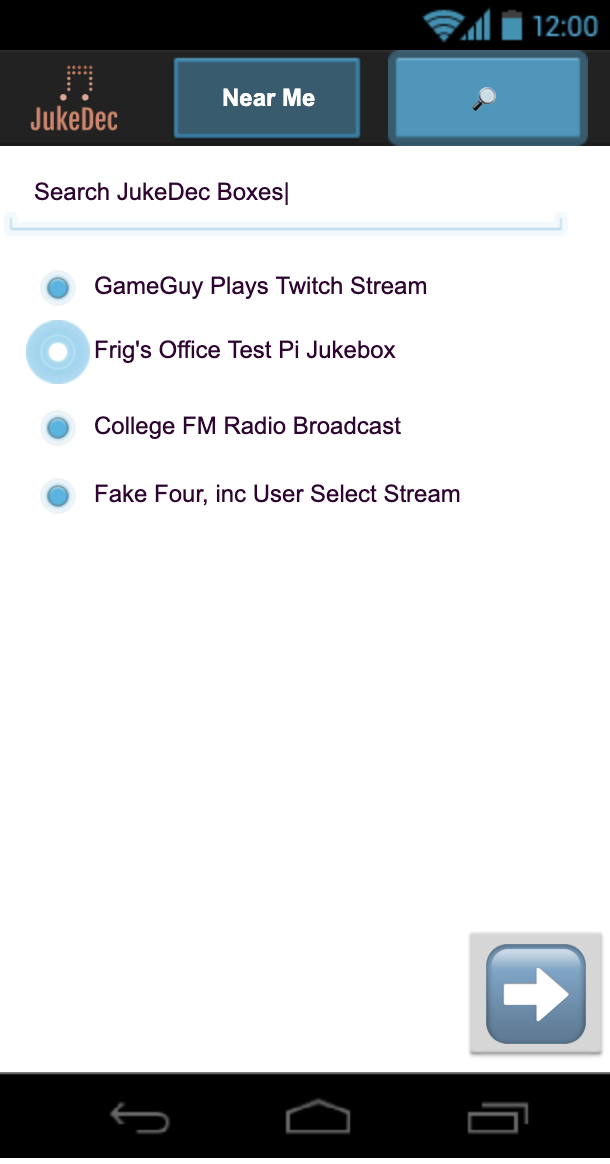 12:00
JukeDec
Near Me
Search JukeDec Boxes|
GameGuy Plays Twitch Stream
Frig's Office Test Pi Jukebox
College FM Radio Broadcast
Fake Four, inc User Select Stream